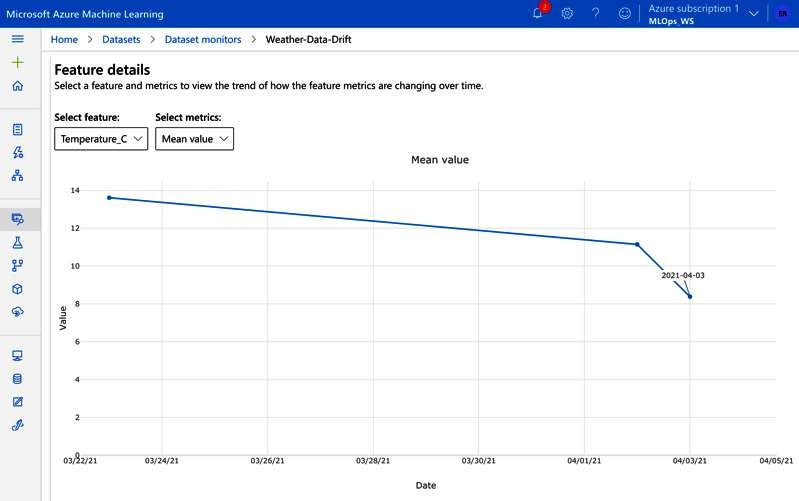 Microsoft Azure Machine Learning
2
?
Azure subscription 1
MLOps_WS
ER
Home > Datasets > Dataset monitors > Weather-Data-Drift
Feature details
Select a feature and metrics to view the trend of how the feature metrics are changing over time.
Select feature: Select metrics:
Temperature_C Mean value
Mean value
14
12
10
8
6
4
2
0
Value
2021-04-03
03/22/21 03/24/21 03/26/21 03/28/21 03/30/21 04/01/21 04/03/21 04/05/21
Date